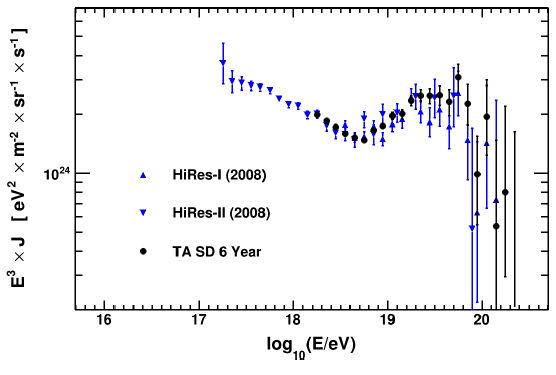 E³ × J [ eV² × m⁻² × sr⁻¹ × s⁻¹ ]
10²⁴
HiRes-I (2008)
HiRes-II (2008)
TA SD 6 Year
16 17 18 19 20
log₁₀(E/eV)